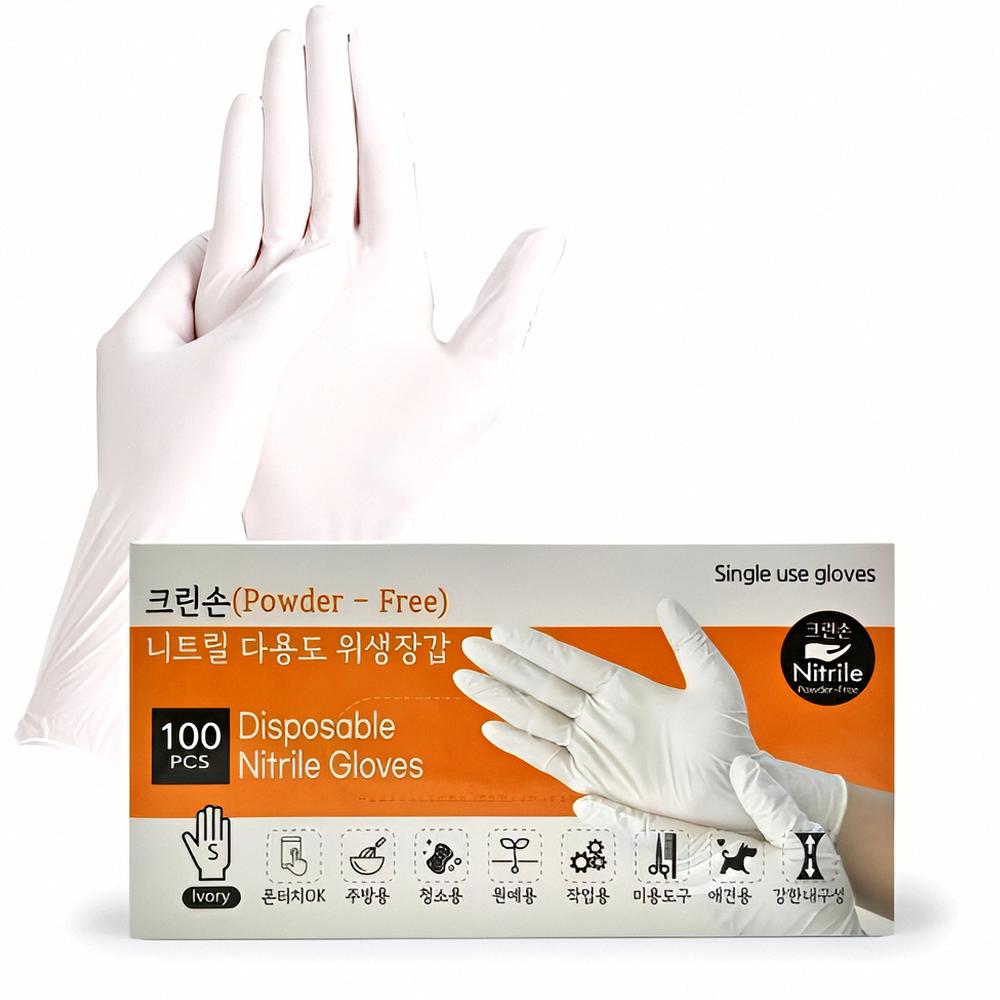 Single use gloves
크린손(Powder - Free)
니트릴 다용도 위생장갑
크린손
Nitrile
Powder-Free
100
PCS
Disposable
Nitrile Gloves
S
Ivory
폰터치OK
주방용
청소용
원예용
작업용
미용도구
애견용
강한내구성